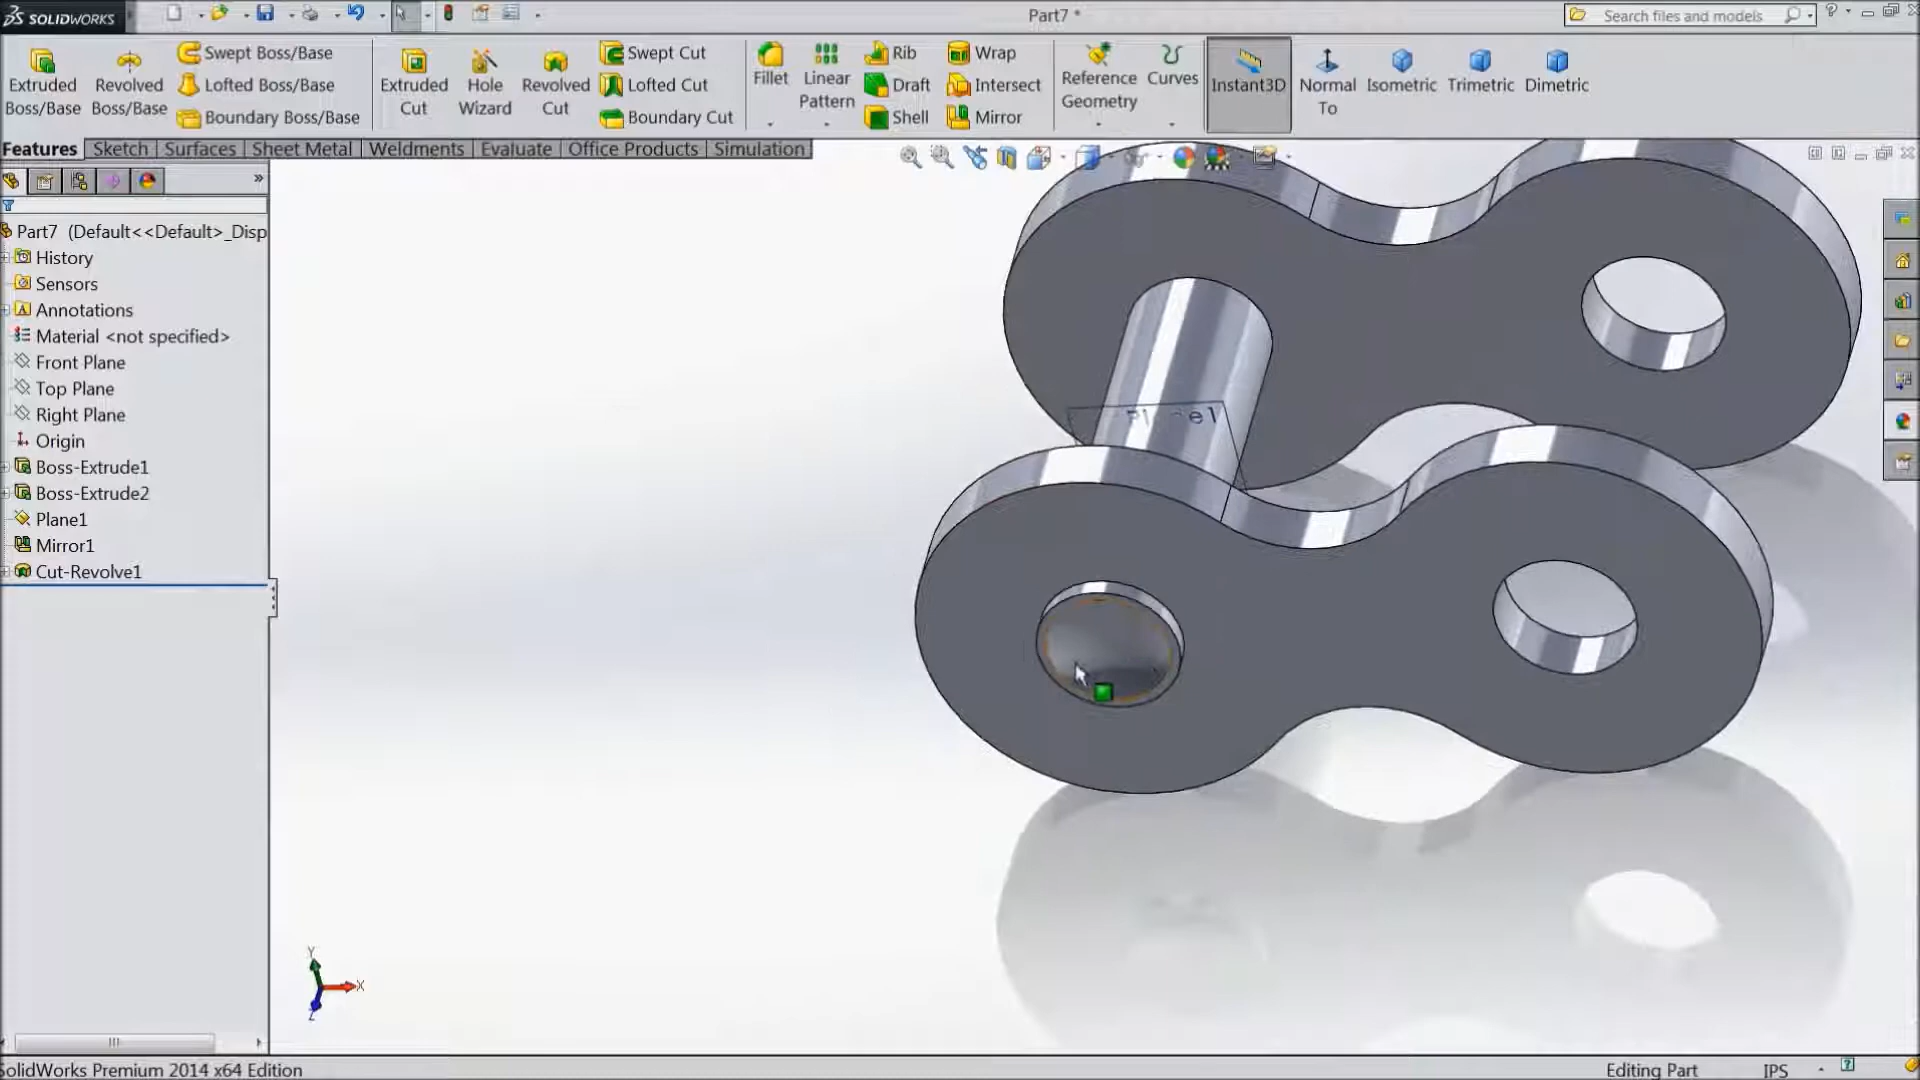 SOLIDWORKS
Part7 *
Search files and models
Extruded Boss/Base
Revolved Boss/Base
Swept Boss/Base
Lofted Boss/Base
Boundary Boss/Base
Extruded Cut
Hole Wizard
Revolved Cut
Swept Cut
Lofted Cut
Boundary Cut
Fillet
Linear Pattern
Rib
Draft
Shell
Wrap
Intersect
Mirror
Reference Geometry
Curves
Instant3D
Normal To
Isometric
Trimetric
Dimetric
Features
Sketch
Surfaces
Sheet Metal
Weldments
Evaluate
Office Products
Simulation
Part7 (Default<<Default>_Disp
History
Sensors
Annotations
Material <not specified>
Front Plane
Top Plane
Right Plane
Origin
Boss-Extrude1
Boss-Extrude2
Plane1
Mirror1
Cut-Revolve1
Y
X
Z
SolidWorks Premium 2014 x64 Edition
Editing Part
IPS